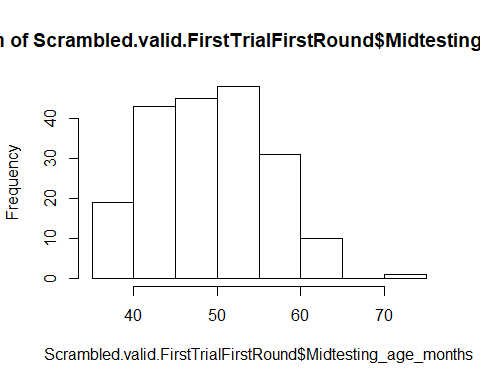 n of Scrambled.valid.FirstTrialFirstRound$Midtesting
Frequency
40
30
20
10
0
40 50 60 70
Scrambled.valid.FirstTrialFirstRound$Midtesting_age_months